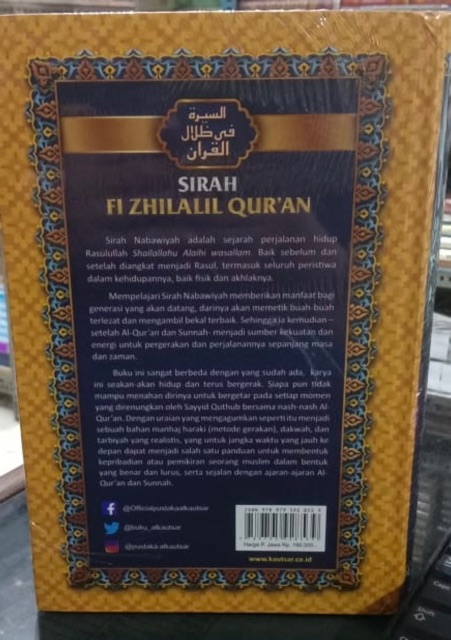 السيرة
في ظلال
القرآن
SIRAH
FI ZHILALIL QUR'AN
Sirah Nabawiyah adalah sejarah perjalanan hidup
Rasulullah Shallallahu Alaihi wasallam. Baik sebelum dan
setelah diangkat menjadi Rasul, termasuk seluruh peristiwa
dalam kehidupannya, baik fisik dan akhlaknya.
Mempelajari Sirah Nabawiyah memberikan manfaat bagi
generasi yang akan datang, darinya akan memetik buah-buah
terlezat dan mengambil bekal terbaik. Sehingga ia kemudian –
setelah Al-Qur'an dan Sunnah- menjadi sumber kekuatan dan
energi untuk pergerakan dan perjalanannya sepanjang masa
dan zaman.
Buku ini sangat berbeda dengan yang sudah ada, karya
ini seakan-akan hidup dan terus bergerak. Siapa pun tidak
mampu menahan dirinya untuk bergetar pada setiap momen
yang direnungkan oleh Sayyid Quthub bersama nash-nash Al-
Qur'an. Dengan uraian yang mengagumkan seperti itu menjadi
sebuah bahan manhaj haraki (metode gerakan), dakwah, dan
tarbiyah yang realistis, yang untuk jangka waktu yang jauh ke
depan dapat menjadi salah satu panduan untuk membentuk
kepribadian atau pemikiran seorang muslim dalam bentuk
yang benar dan lurus, serta sejalan dengan ajaran-ajaran Al-
Qur'an dan Sunnah.
@Officialpustakaalkautsar
@buku_alkautsar
@pustaka.alkautsar
ISBN 978 979
Harga P. Jawa Rp.
www.kautsar.co.id
Caps
Shift